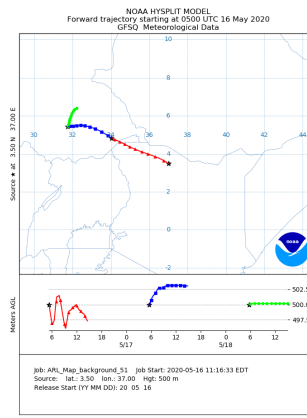 NOAA HYSPLIT MODEL
Forward trajectory starting at 0500 UTC 16 May 2020
GFSQ Meteorological Data
10
8
30 32 34 36 38 40 42 44
6
4
2
-2
Source ★ at 3.50 N 37.00 E
noaa
Meters AGL
502.5
500.0
497.5
6 12 18 6 12 18 6 12
5/17 5/18
Job: ARL_Map_background_51 Job Start: 2020-05-16 11:16:33 EDT
Source: lat.: 3.50 lon.: 37.00 Hgt: 500 m
Release Start (YY MM DD): 20 05 16